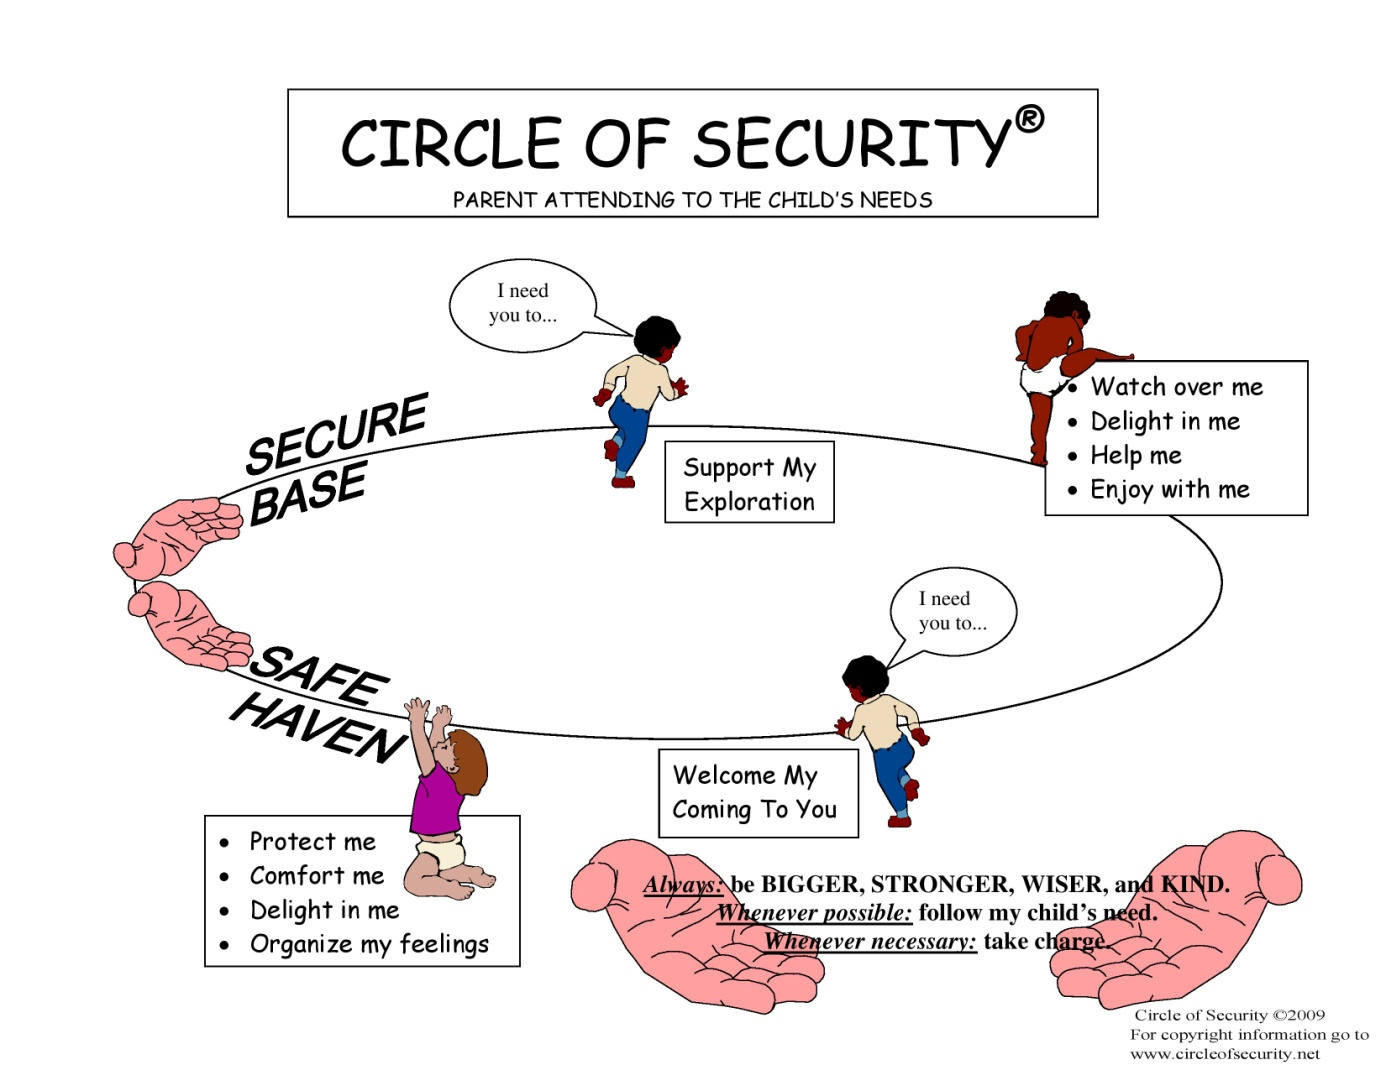 CIRCLE OF SECURITY®
PARENT ATTENDING TO THE CHILD'S NEEDS
I need
you to...
SECURE
BASE
Support My
Exploration
• Watch over me
• Delight in me
• Help me
• Enjoy with me
I need
you to...
Welcome My
Coming To You
SAFE
HAVEN
• Protect me
• Comfort me
• Delight in me
• Organize my feelings
Always: be BIGGER, STRONGER, WISER, and KIND.
Whenever possible: follow my child's need.
Whenever necessary: take charge.
Circle of Security ©2009
For copyright information go to
www.circleofsecurity.net